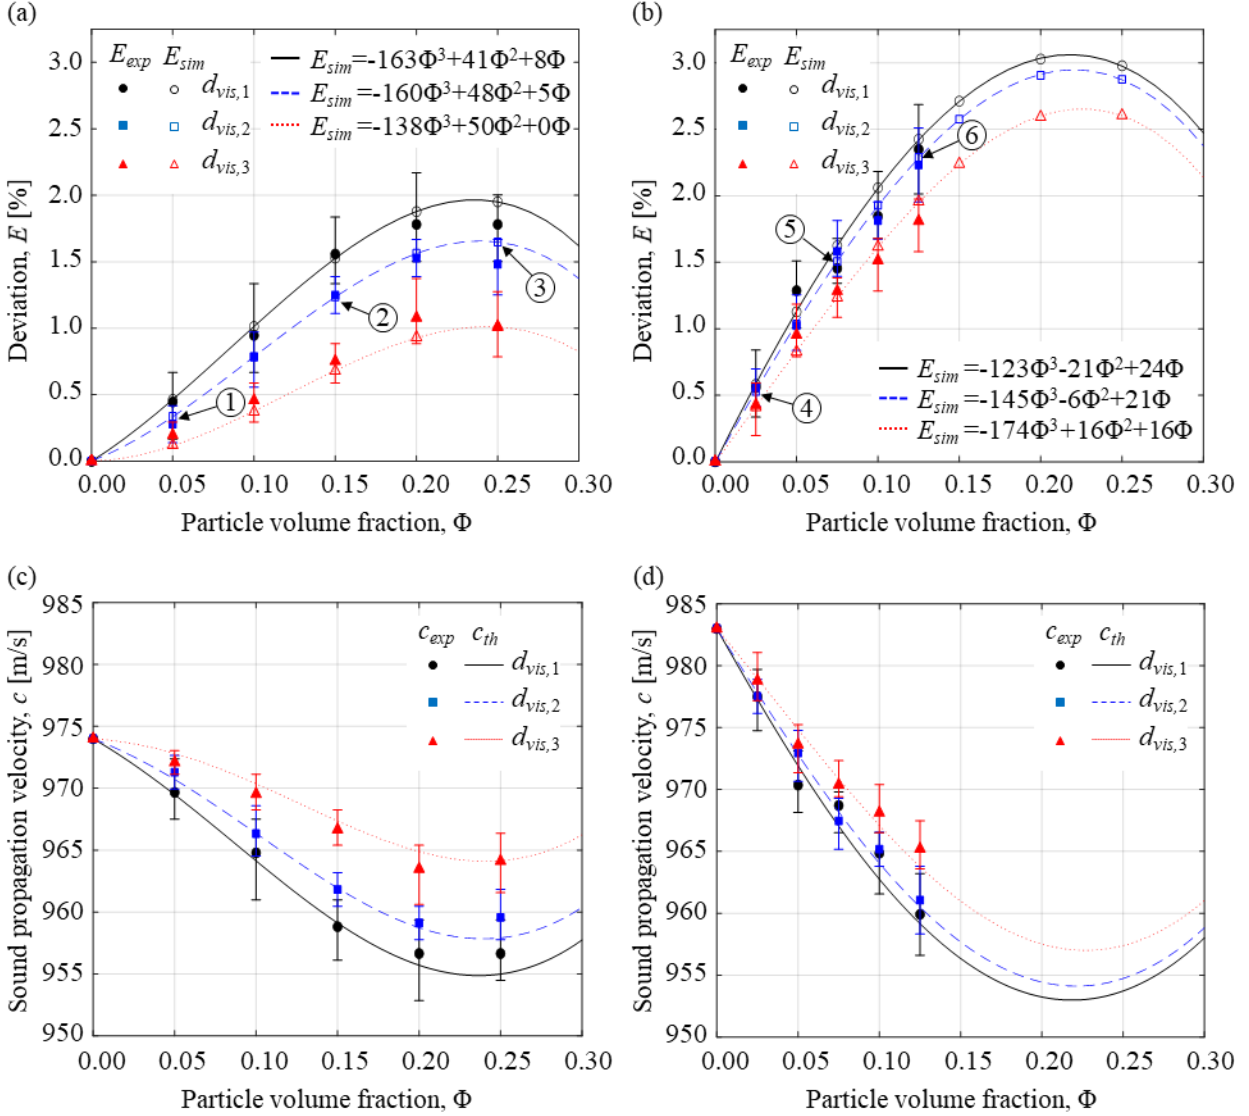 (a)
E_exp E_sim
d_vis,1
d_vis,2
d_vis,3
E_sim=-163Φ³+41Φ²+8Φ
E_sim=-160Φ³+48Φ²+5Φ
E_sim=-138Φ³+50Φ²+0Φ
3.0
2.5
2.0
1.5
1.0
0.5
0.0
Deviation, E [%]
1
2
3
0.00 0.05 0.10 0.15 0.20 0.25 0.30
Particle volume fraction, Φ
(b)
E_exp E_sim
d_vis,1
d_vis,2
d_vis,3
3.0
2.5
2.0
1.5
1.0
0.5
0.0
Deviation, E [%]
6
5
4
E_sim=-123Φ³-21Φ²+24Φ
E_sim=-145Φ³-6Φ²+21Φ
E_sim=-174Φ³+16Φ²+16Φ
0.00 0.05 0.10 0.15 0.20 0.25 0.30
Particle volume fraction, Φ
(c)
985
980
975
970
965
960
955
950
Sound propagation velocity, c [m/s]
c_exp c_th
d_vis,1
d_vis,2
d_vis,3
0.00 0.05 0.10 0.15 0.20 0.25 0.30
Particle volume fraction, Φ
(d)
985
980
975
970
965
960
955
950
Sound propagation velocity, c [m/s]
c_exp c_th
d_vis,1
d_vis,2
d_vis,3
0.00 0.05 0.10 0.15 0.20 0.25 0.30
Particle volume fraction, Φ